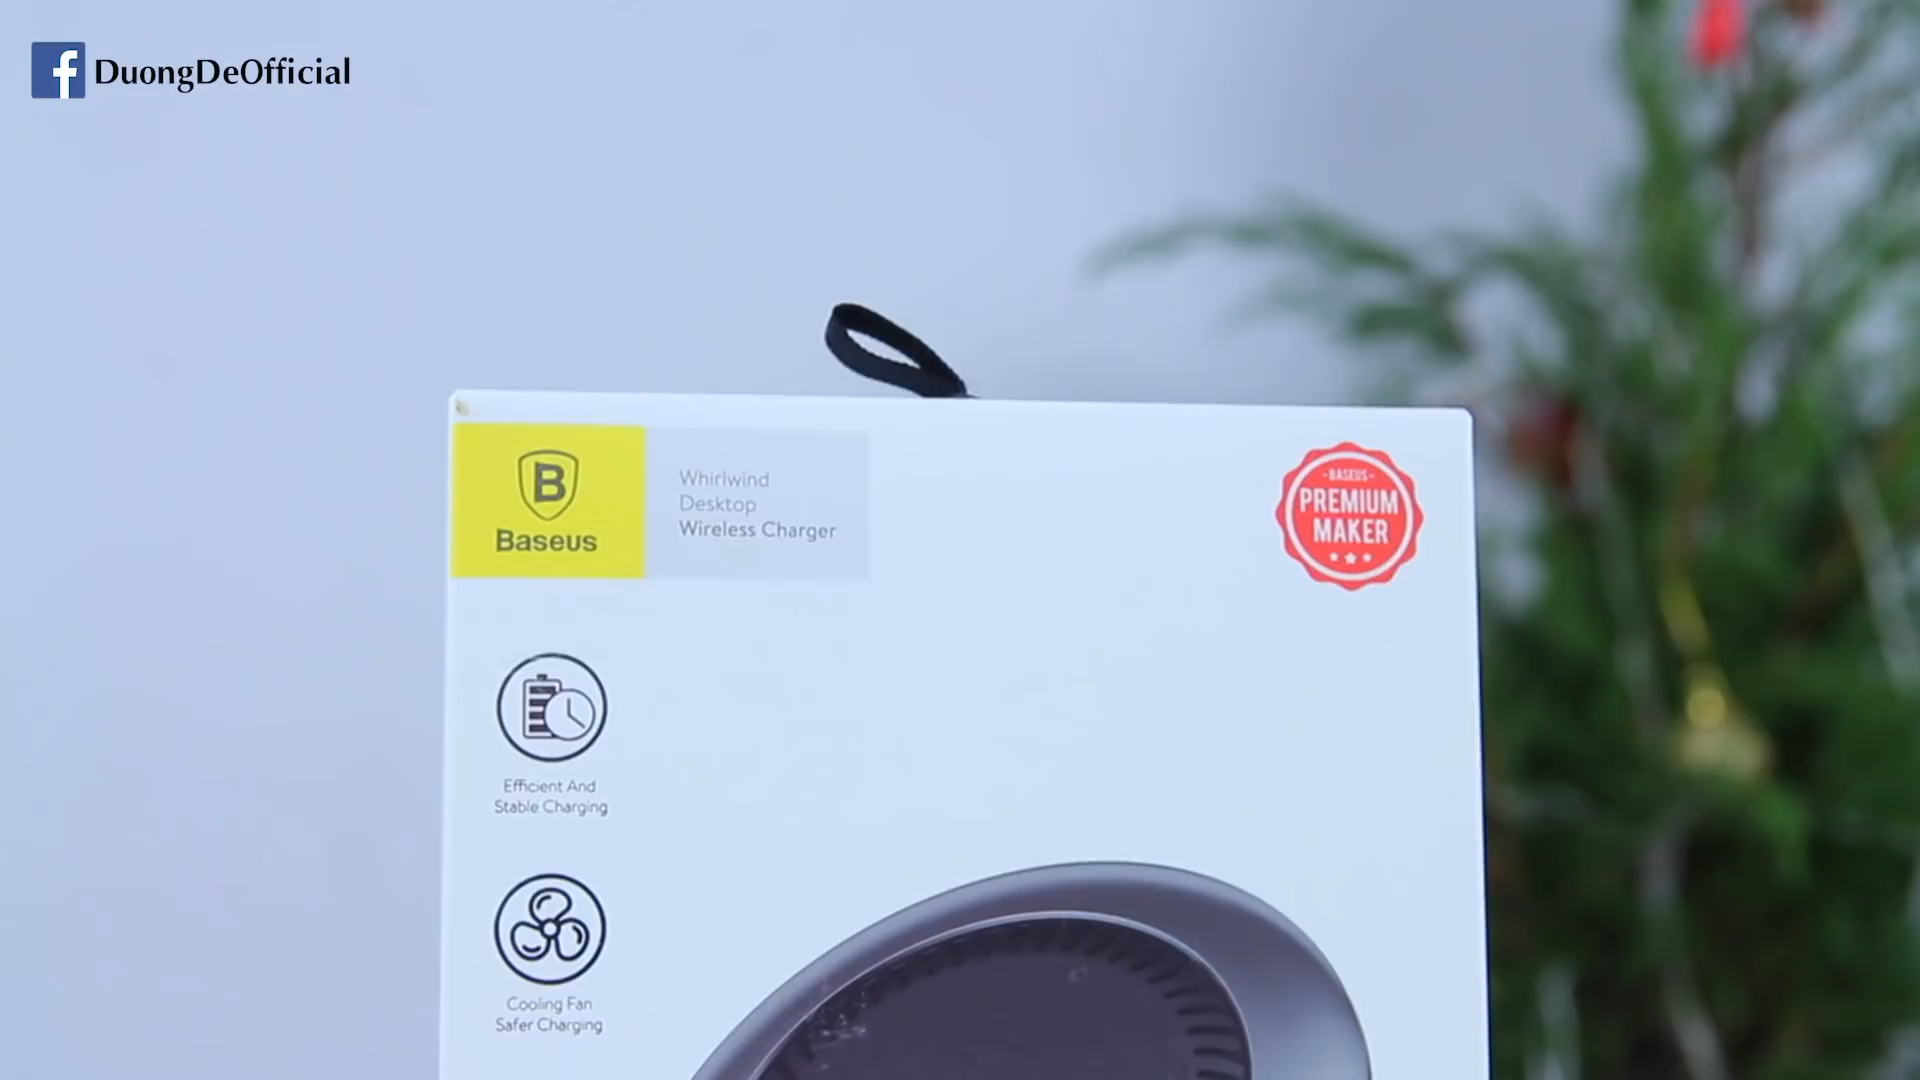 DuongDeOfficial
B
Baseus
Whirlwind
Desktop
Wireless Charger
-BASEUS-
PREMIUM
MAKER
Efficient And
Stable Charging
Cooling Fan
Safer Charging